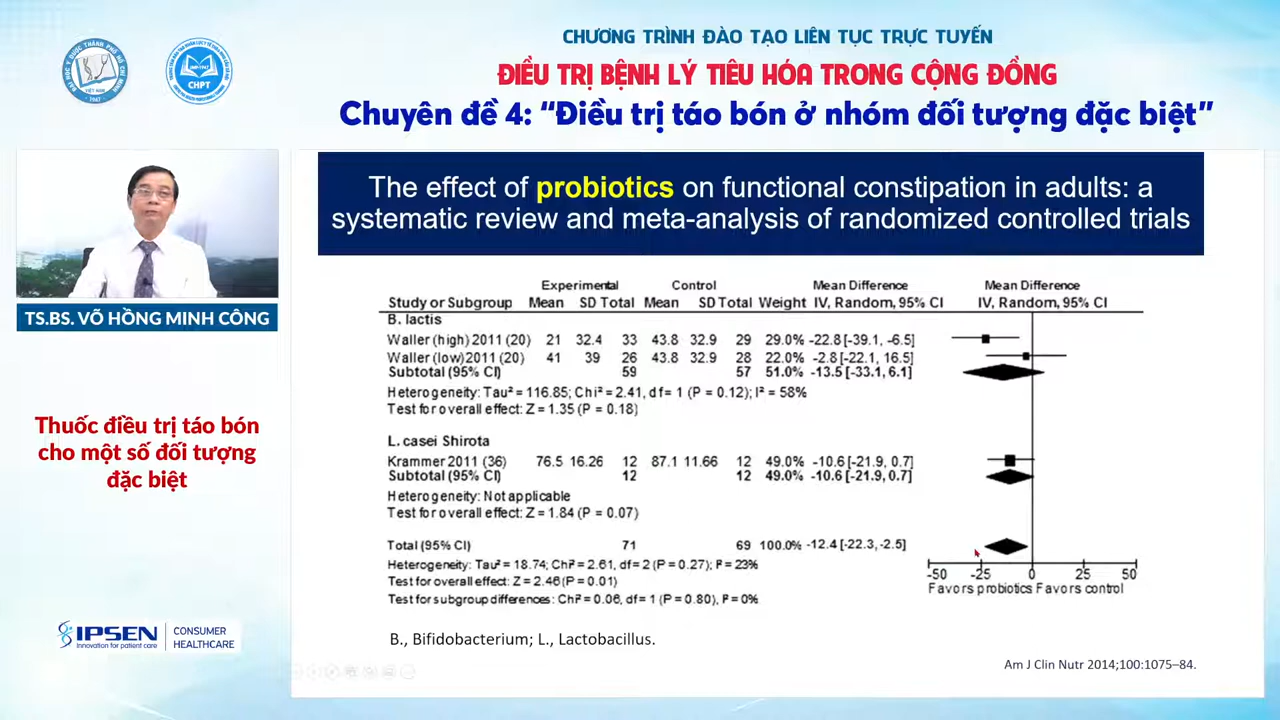 CHƯƠNG TRÌNH ĐÀO TẠO LIÊN TỤC TRỰC TUYẾN
ĐIỀU TRỊ BỆNH LÝ TIÊU HÓA TRONG CỘNG ĐỒNG
Chuyên đề 4: “Điều trị táo bón ở nhóm đối tượng đặc biệt”
ĐẠI HỌC Y DƯỢC THÀNH PHỐ HỒ CHÍ MINH
VIỆT NAM
1947
CHPT
TS.BS. VÕ HỒNG MINH CÔNG
Thuốc điều trị táo bón
cho một số đối tượng
đặc biệt
IPSEN
Innovation for patient care
CONSUMER
HEALTHCARE
The effect of probiotics on functional constipation in adults: a
systematic review and meta-analysis of randomized controlled trials
Experimental Control Mean Difference Mean Difference
Study or Subgroup Mean SD Total Mean SD Total Weight IV, Random, 95% CI IV, Random, 95% CI
B. lactis
Waller (high) 2011 (20) 21 32.4 33 43.8 32.9 29 29.0% -22.8 [-39.1, -6.5]
Waller (low) 2011 (20) 41 39 26 43.8 32.9 28 22.0% -2.8 [-22.1, 16.5]
Subtotal (95% CI) 59 57 51.0% -13.5 [-33.1, 6.1]
Heterogeneity: Tau² = 116.85; Chi² = 2.41, df = 1 (P = 0.12); I² = 58%
Test for overall effect: Z = 1.35 (P = 0.18)
L. casei Shirota
Krammer 2011 (36) 76.5 16.26 12 87.1 11.66 12 49.0% -10.6 [-21.9, 0.7]
Subtotal (95% CI) 12 12 49.0% -10.6 [-21.9, 0.7]
Heterogeneity: Not applicable
Test for overall effect: Z = 1.84 (P = 0.07)
Total (95% CI) 71 69 100.0% -12.4 [-22.3, -2.5]
Heterogeneity: Tau² = 18.74; Chi² = 2.61, df = 2 (P = 0.27); I² = 23%
Test for overall effect: Z = 2.46 (P = 0.01)
Test for subgroup differences: Chi² = 0.06, df = 1 (P = 0.80), I² = 0%
-50 -25 0 25 50
Favors probiotics Favors control
B., Bifidobacterium; L., Lactobacillus.
Am J Clin Nutr 2014;100:1075–84.